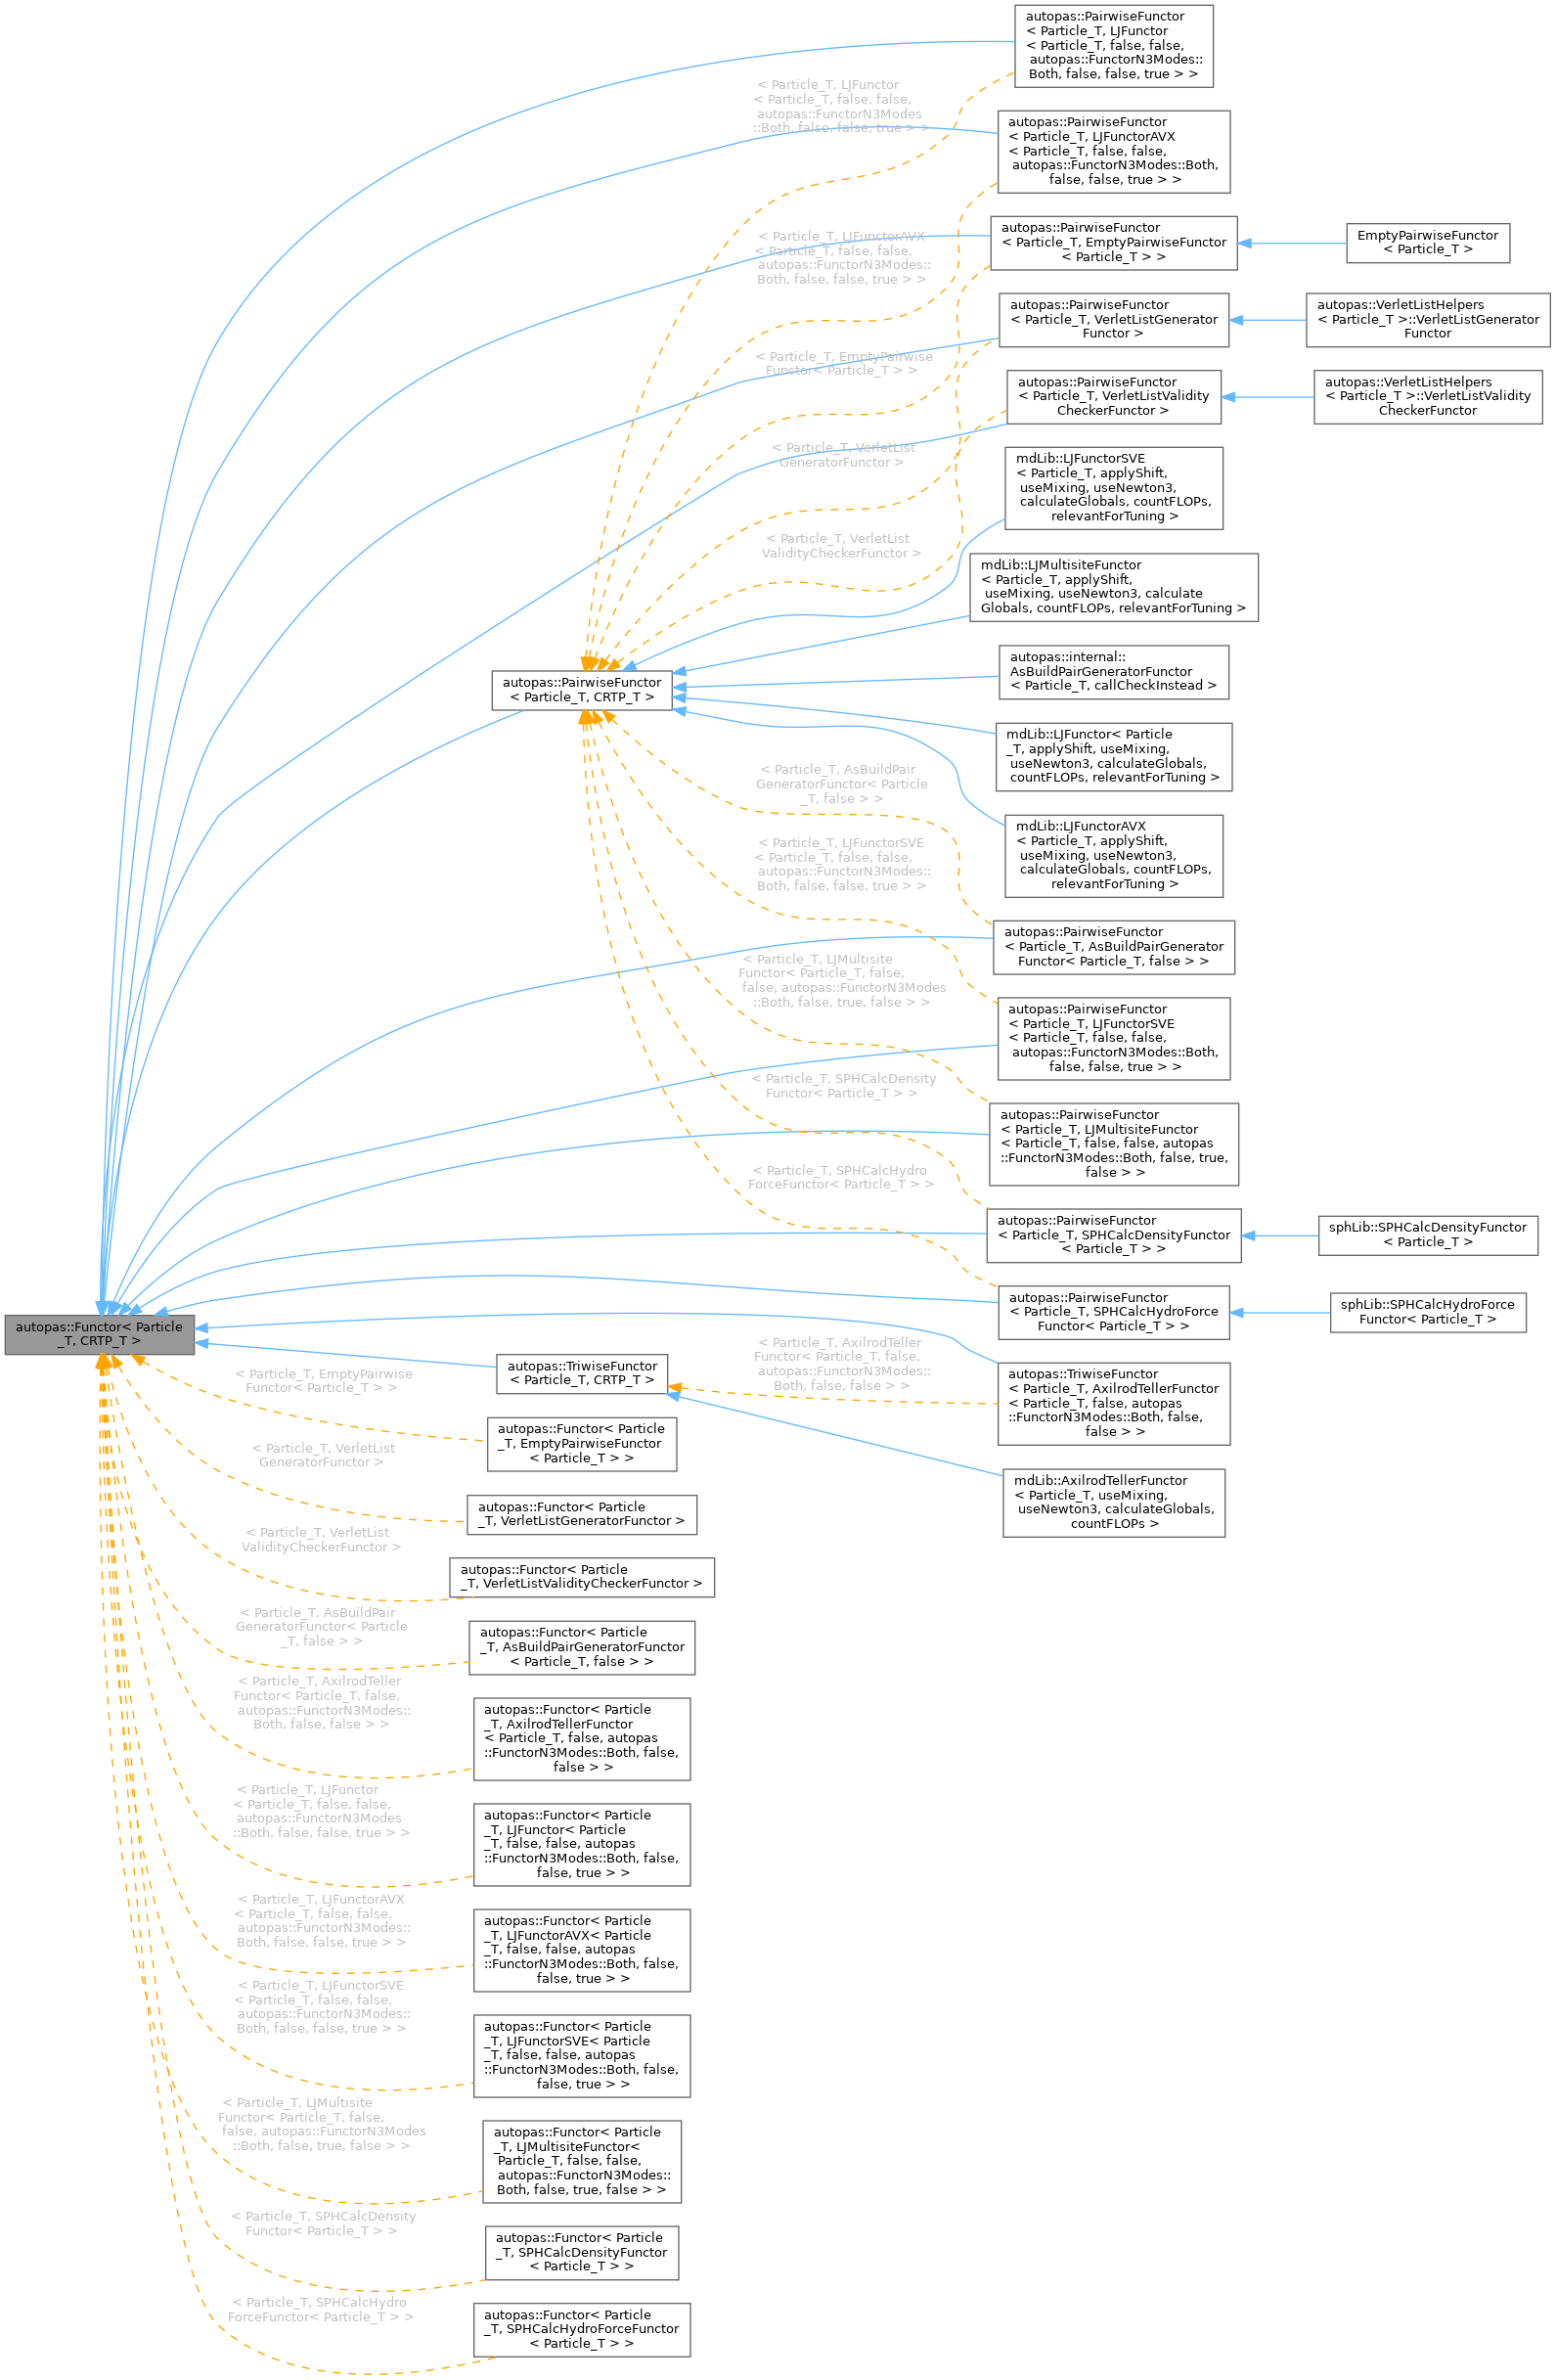 autopas::PairwiseFunctor
< Particle_T, LJFunctor
< Particle_T, false, false,
autopas::FunctorN3Modes::
Both, false, false, true > >
< Particle_T, LJFunctor
< Particle_T, false, false,
autopas::FunctorN3Modes
::Both, false, false, true > >
autopas::PairwiseFunctor
< Particle_T, LJFunctorAVX
< Particle_T, false, false,
autopas::FunctorN3Modes::Both,
false, false, true > >
< Particle_T, LJFunctorAVX
< Particle_T, false, false,
autopas::FunctorN3Modes::
Both, false, false, true > >
autopas::PairwiseFunctor
< Particle_T, EmptyPairwiseFunctor
< Particle_T > >
EmptyPairwiseFunctor
< Particle_T >
autopas::PairwiseFunctor
< Particle_T, VerletListGenerator
Functor >
autopas::VerletListHelpers
< Particle_T >::VerletListGenerator
Functor
< Particle_T, EmptyPairwise
Functor< Particle_T > >
autopas::PairwiseFunctor
< Particle_T, VerletListValidity
CheckerFunctor >
autopas::VerletListHelpers
< Particle_T >::VerletListValidity
CheckerFunctor
< Particle_T, VerletList
GeneratorFunctor >
mdLib::LJFunctorSVE
< Particle_T, applyShift,
useMixing, useNewton3,
calculateGlobals, countFLOPs,
relevantForTuning >
< Particle_T, VerletList
ValidityCheckerFunctor >
mdLib::LJMultisiteFunctor
< Particle_T, applyShift,
useMixing, useNewton3, calculate
Globals, countFLOPs, relevantForTuning >
autopas::internal::
AsBuildPairGeneratorFunctor
< Particle_T, callCheckInstead >
autopas::PairwiseFunctor
< Particle_T, CRTP_T >
mdLib::LJFunctor< Particle
_T, applyShift, useMixing,
useNewton3, calculateGlobals,
countFLOPs, relevantForTuning >
< Particle_T, AsBuildPair
GeneratorFunctor< Particle
_T, false > >
mdLib::LJFunctorAVX
< Particle_T, applyShift,
useMixing, useNewton3,
calculateGlobals, countFLOPs,
relevantForTuning >
< Particle_T, LJFunctorSVE
< Particle_T, false, false,
autopas::FunctorN3Modes::
Both, false, false, true > >
autopas::PairwiseFunctor
< Particle_T, AsBuildPairGenerator
Functor< Particle_T, false > >
< Particle_T, LJMultisite
Functor< Particle_T, false,
false, autopas::FunctorN3Modes
::Both, false, true, false > >
autopas::PairwiseFunctor
< Particle_T, LJFunctorSVE
< Particle_T, false, false,
autopas::FunctorN3Modes::Both,
false, false, true > >
< Particle_T, SPHCalcDensity
Functor< Particle_T > >
autopas::PairwiseFunctor
< Particle_T, LJMultisiteFunctor
< Particle_T, false, false, autopas
::FunctorN3Modes::Both, false, true,
false > >
< Particle_T, SPHCalcHydro
ForceFunctor< Particle_T > >
autopas::PairwiseFunctor
< Particle_T, SPHCalcDensityFunctor
< Particle_T > >
sphLib::SPHCalcDensityFunctor
< Particle_T >
autopas::PairwiseFunctor
< Particle_T, SPHCalcHydroForce
Functor< Particle_T > >
sphLib::SPHCalcHydroForce
Functor< Particle_T >
autopas::Functor< Particle
_T, CRTP_T >
autopas::TriwiseFunctor
< Particle_T, CRTP_T >
< Particle_T, AxilrodTeller
Functor< Particle_T, false,
autopas::FunctorN3Modes::
Both, false, false > >
autopas::TriwiseFunctor
< Particle_T, AxilrodTellerFunctor
< Particle_T, false, autopas
::FunctorN3Modes::Both, false,
false > >
mdLib::AxilrodTellerFunctor
< Particle_T, useMixing,
useNewton3, calculateGlobals,
countFLOPs >
< Particle_T, EmptyPairwise
Functor< Particle_T > >
autopas::Functor< Particle
_T, EmptyPairwiseFunctor
< Particle_T > >
< Particle_T, VerletList
GeneratorFunctor >
autopas::Functor< Particle
_T, VerletListGeneratorFunctor >
< Particle_T, VerletList
ValidityCheckerFunctor >
autopas::Functor< Particle
_T, VerletListValidityCheckerFunctor >
< Particle_T, AsBuildPair
GeneratorFunctor< Particle
_T, false > >
autopas::Functor< Particle
_T, AsBuildPairGeneratorFunctor
< Particle_T, false > >
< Particle_T, AxilrodTeller
Functor< Particle_T, false,
autopas::FunctorN3Modes::
Both, false, false > >
autopas::Functor< Particle
_T, AxilrodTellerFunctor
< Particle_T, false, autopas
::FunctorN3Modes::Both, false,
false > >
< Particle_T, LJFunctor
< Particle_T, false, false,
autopas::FunctorN3Modes
::Both, false, false, true > >
autopas::Functor< Particle
_T, LJFunctor< Particle
_T, false, false, autopas
::FunctorN3Modes::Both, false,
false, true > >
< Particle_T, LJFunctorAVX
< Particle_T, false, false,
autopas::FunctorN3Modes::
Both, false, false, true > >
autopas::Functor< Particle
_T, LJFunctorAVX< Particle
_T, false, false, autopas
::FunctorN3Modes::Both, false,
false, true > >
< Particle_T, LJFunctorSVE
< Particle_T, false, false,
autopas::FunctorN3Modes::
Both, false, false, true > >
autopas::Functor< Particle
_T, LJFunctorSVE< Particle
_T, false, false, autopas
::FunctorN3Modes::Both, false,
false, true > >
< Particle_T, LJMultisite
Functor< Particle_T, false,
false, autopas::FunctorN3Modes
::Both, false, true, false > >
autopas::Functor< Particle
_T, LJMultisiteFunctor<
Particle_T, false, false,
autopas::FunctorN3Modes::
Both, false, true, false > >
< Particle_T, SPHCalcDensity
Functor< Particle_T > >
autopas::Functor< Particle
_T, SPHCalcDensityFunctor
< Particle_T > >
< Particle_T, SPHCalcHydro
ForceFunctor< Particle_T > >
autopas::Functor< Particle
_T, SPHCalcHydroForceFunctor
< Particle_T > >